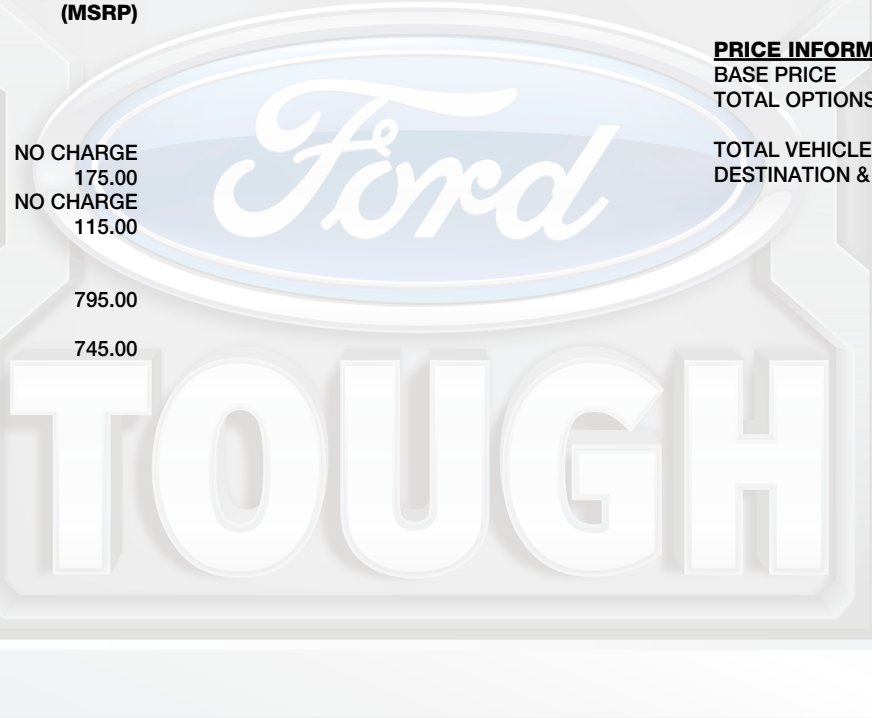 (MSRP)
NO CHARGE
175.00
NO CHARGE
115.00
795.00
745.00
PRICE INFORM
BASE PRICE
TOTAL OPTIONS
TOTAL VEHICLE
DESTINATION &
Ford
TOUGH